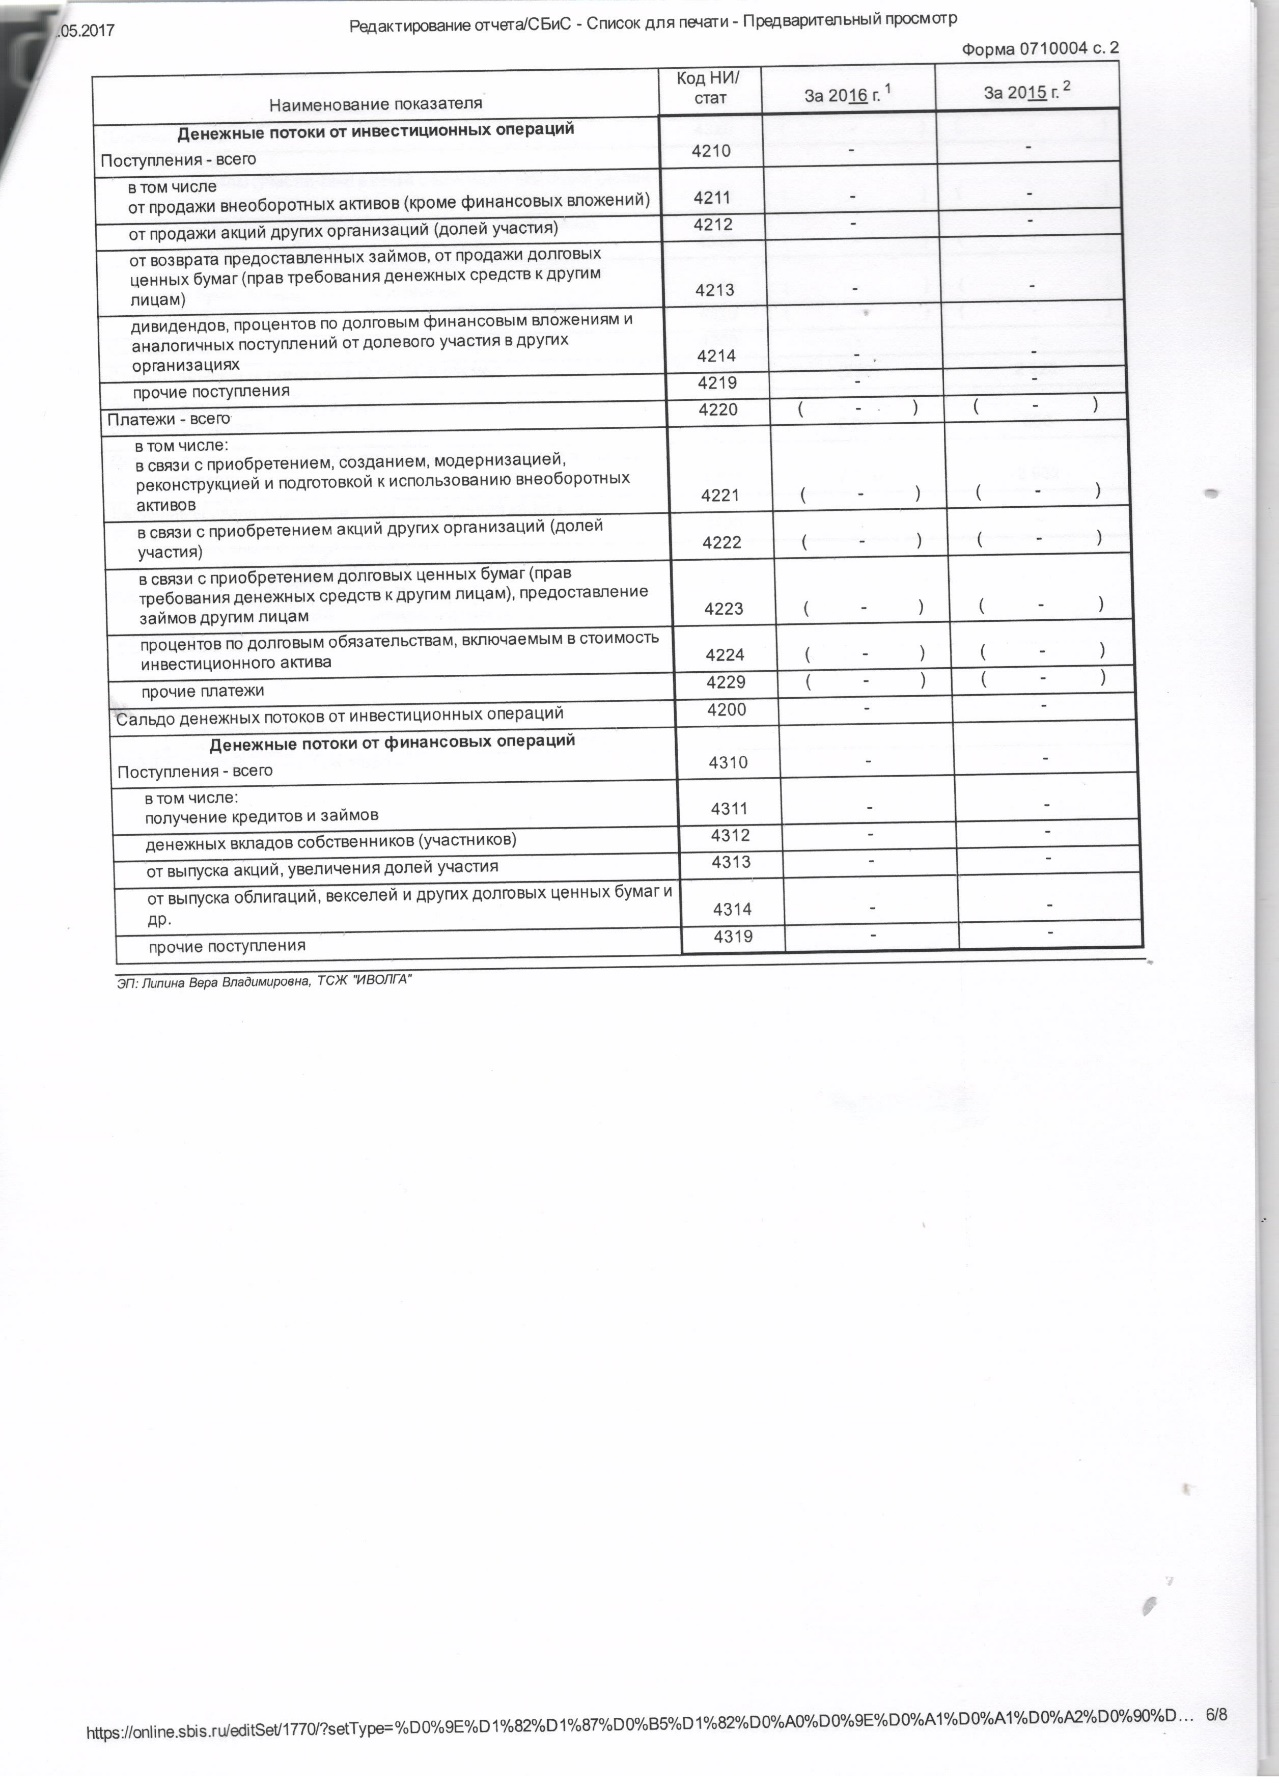 .05.2017
Редактирование отчета/СБиС - Список для печати - Предварительный просмотр
Форма 0710004 с. 2
Наименование показателя Код НИ/ стат За 2016 г. 1 За 2015 г. 2
Денежные потоки от инвестиционных операций
Поступления - всего 4210 - -
в том числе
от продажи внеоборотных активов (кроме финансовых вложений) 4211 - -
от продажи акций других организаций (долей участия) 4212 - -
от возврата предоставленных займов, от продажи долговых
ценных бумаг (прав требования денежных средств к другим
лицам) 4213 - -
дивидендов, процентов по долговым финансовым вложениям и
аналогичных поступлений от долевого участия в других
организациях 4214 - -
прочие поступления 4219 - -
Платежи - всего 4220 ( - ) ( - )
в том числе:
в связи с приобретением, созданием, модернизацией,
реконструкцией и подготовкой к использованию внеоборотных
активов 4221 ( - ) ( - )
в связи с приобретением акций других организаций (долей
участия) 4222 ( - ) ( - )
в связи с приобретением долговых ценных бумаг (прав
требования денежных средств к другим лицам), предоставление
займов другим лицам 4223 ( - ) ( - )
процентов по долговым обязательствам, включаемым в стоимость
инвестиционного актива 4224 ( - ) ( - )
прочие платежи 4229 ( - ) ( - )
Сальдо денежных потоков от инвестиционных операций 4200 - -
Денежные потоки от финансовых операций
Поступления - всего 4310 - -
в том числе:
получение кредитов и займов 4311 - -
денежных вкладов собственников (участников) 4312 - -
от выпуска акций, увеличения долей участия 4313 - -
от выпуска облигаций, векселей и других долговых ценных бумаг и
др. 4314 - -
прочие поступления 4319 - -
ЭП: Липина Вера Владимировна, ТСЖ "ИВОЛГА"
https://online.sbis.ru/editSet/1770/?setType=%D0%9E%D1%82%D1%87%D0%B5%D1%82%D0%A0%D0%9E%D0%A1%D0%A1%D0%A2%D0%90%D... 6/8